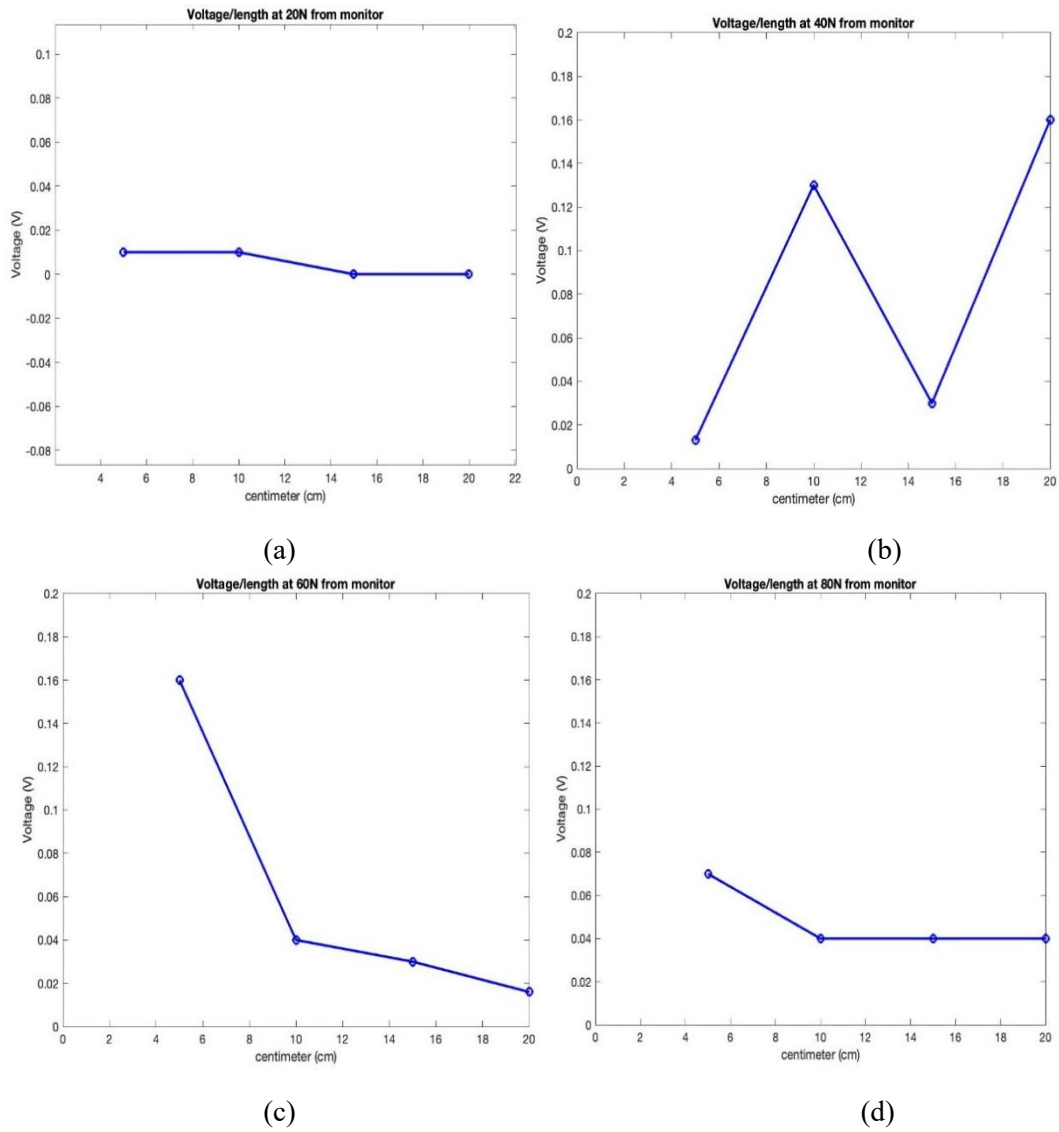 Voltage/length at 20N from monitor
0.1
0.08
0.06
0.04
0.02
0
-0.02
-0.04
-0.06
-0.08
Voltage (V)
4 6 8 10 12 14 16 18 20 22
centimeter (cm)
(a)
Voltage/length at 40N from monitor
0.2
0.18
0.16
0.14
0.12
0.1
0.08
0.06
0.04
0.02
0
Voltage (V)
0 2 4 6 8 10 12 14 16 18 20
centimeter (cm)
(b)
Voltage/length at 60N from monitor
0.2
0.18
0.16
0.14
0.12
0.1
0.08
0.06
0.04
0.02
0
Voltage (V)
0 2 4 6 8 10 12 14 16 18 20
centimeter (cm)
(c)
Voltage/length at 80N from monitor
0.2
0.18
0.16
0.14
0.12
0.1
0.08
0.06
0.04
0.02
0
Voltage (V)
0 2 4 6 8 10 12 14 16 18 20
centimeter (cm)
(d)